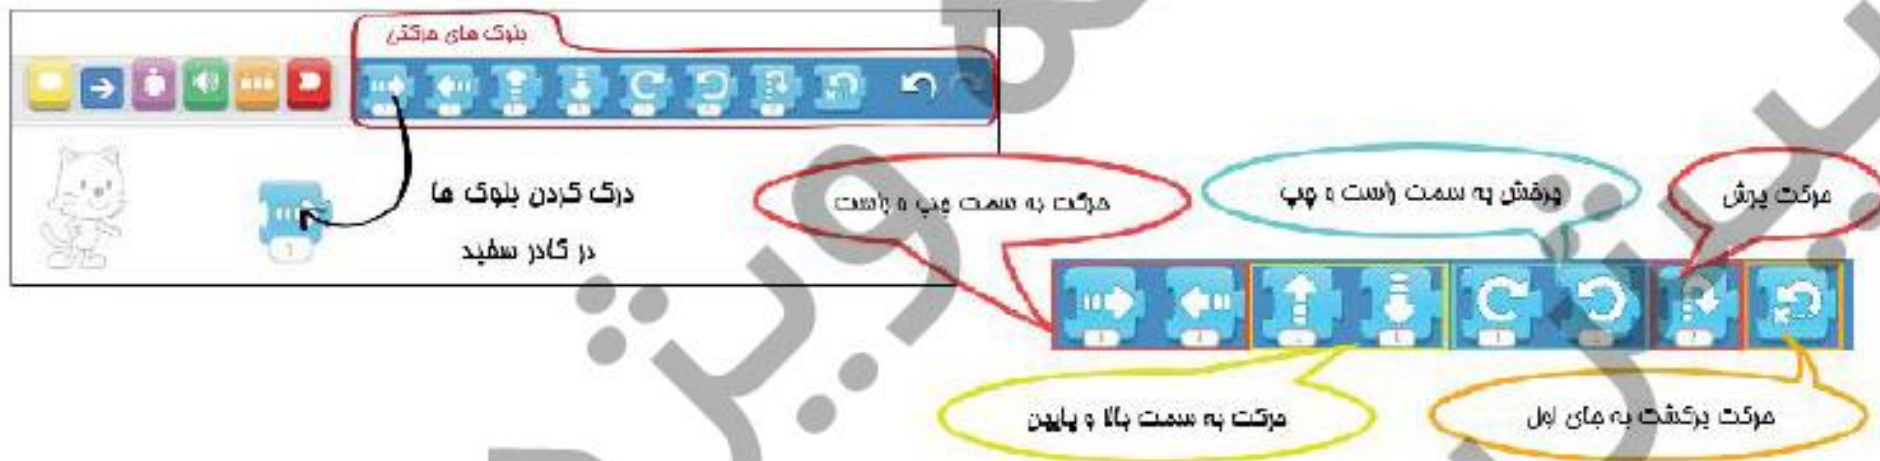 بلوک های حرکتی
درک کردن بلوک ها
در کادر سفید
حرکت به سمت چپ و راست
چرخش به سمت راست و چپ
حرکت پرش
حرکت به سمت بالا و پایین
حرکت برگشت به جای اول